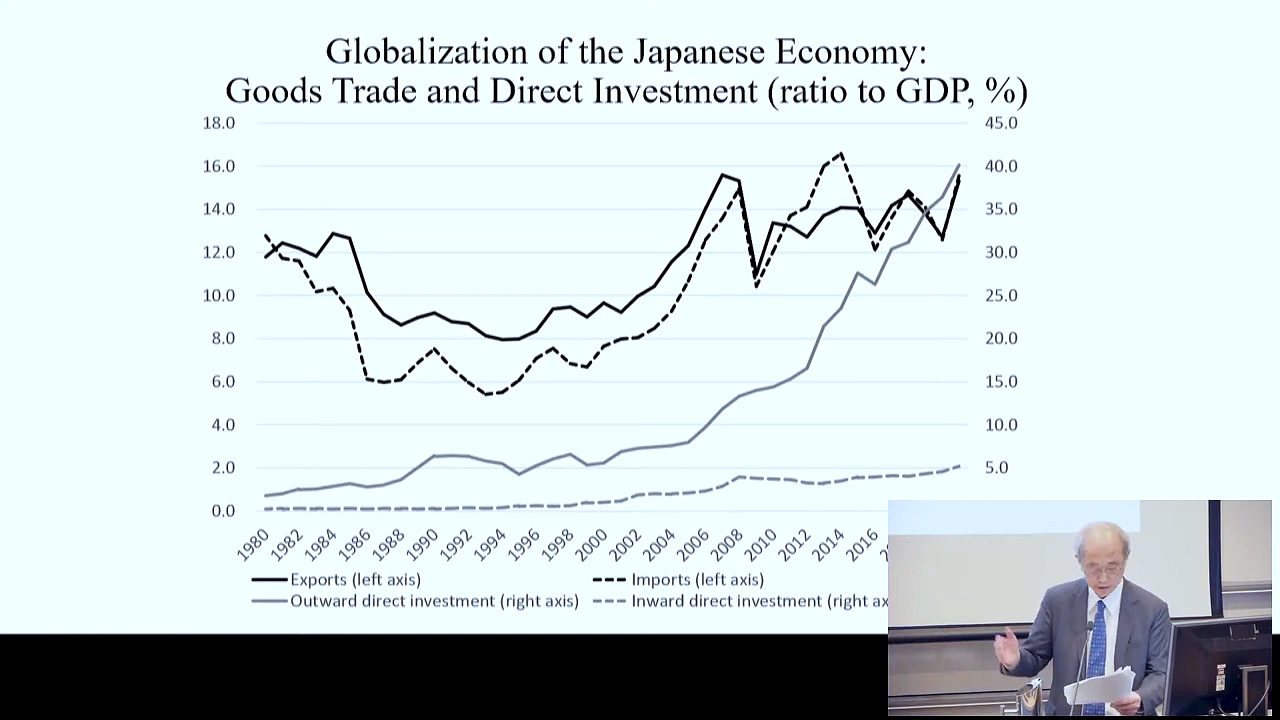 Globalization of the Japanese Economy:
Goods Trade and Direct Investment (ratio to GDP, %)
18.0 45.0
16.0 40.0
14.0 35.0
12.0 30.0
10.0 25.0
8.0 20.0
6.0 15.0
4.0 10.0
2.0 5.0
0.0
1980 1982 1984 1986 1988 1990 1992 1994 1996 1998 2000 2002 2004 2006 2008 2010 2012 2014 2016
Exports (left axis) Imports (left axis)
Outward direct investment (right axis) Inward direct investment (right ax